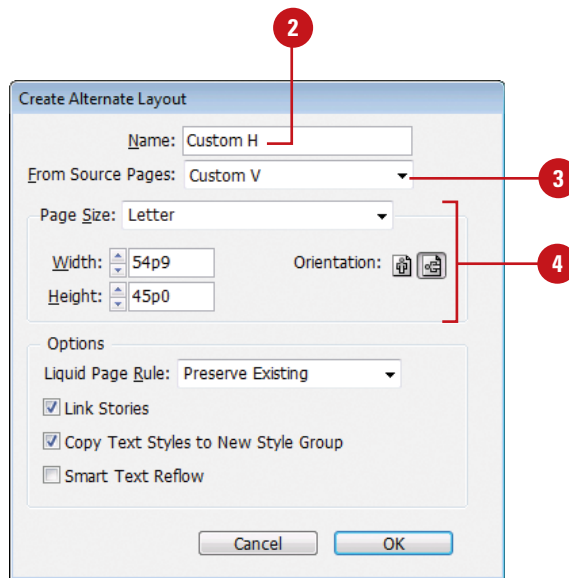 2
Create Alternate Layout
Name: Custom H
From Source Pages: Custom V
3
Page Size: Letter
Width: 54p9
Orientation:
4
Height: 45p0
Options
Liquid Page Rule: Preserve Existing
Link Stories
Copy Text Styles to New Style Group
Smart Text Reflow
Cancel OK